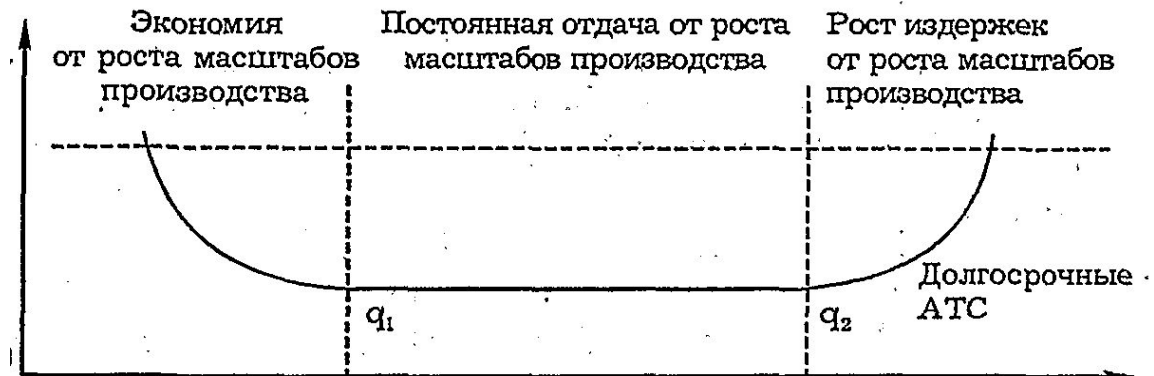 Экономия
от роста масштабов
производства
Постоянная отдача от роста
масштабов производства
Рост издержек
от роста масштабов
производства
q₁
q₂
Долгосрочные
АТС